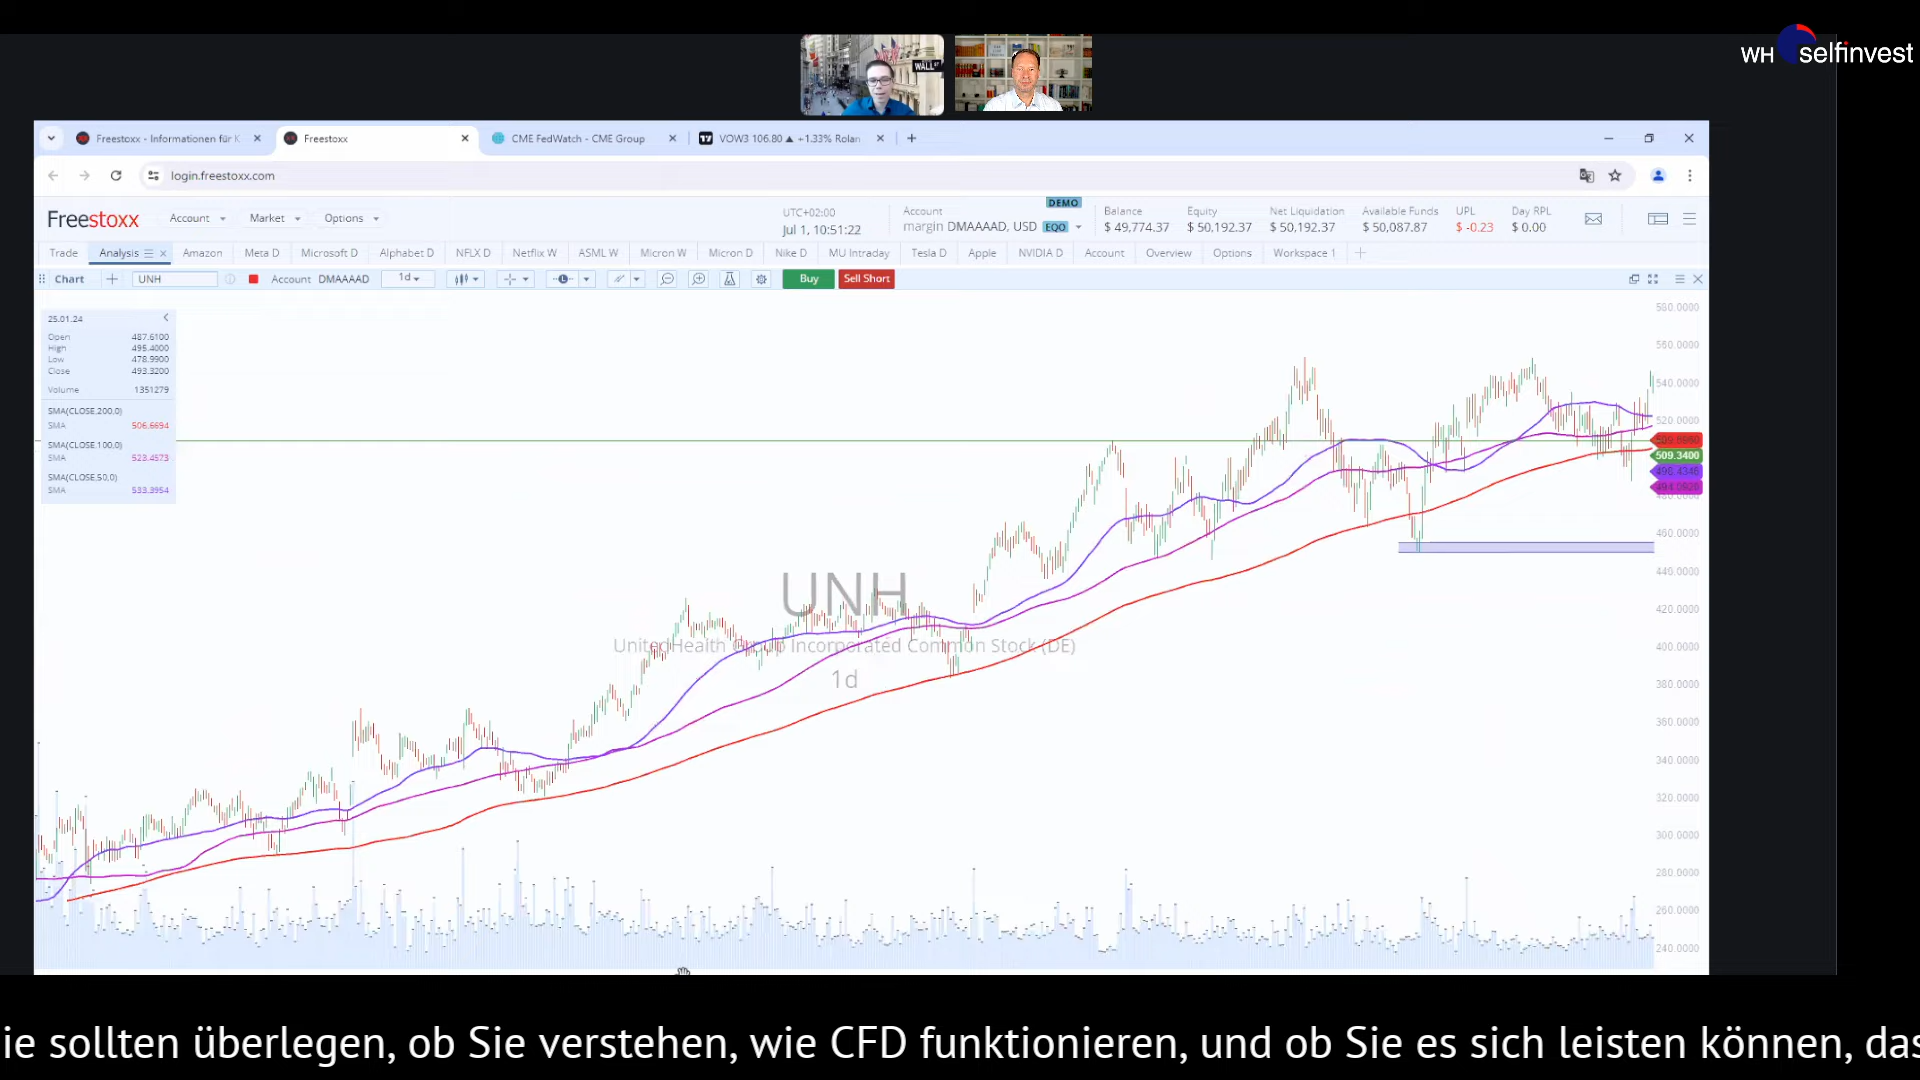 WALL
WH selfinvest
Freestoxx - Informationen für K
Freestoxx
CME FedWatch - CME Group
VOW3 106.80 ▲ +1.33% Rolan
login.freestoxx.com
Freestoxx
Account
Market
Options
UTC+02:00
Jul 1, 10:51:22
DEMO
Account
margin DMAAAAD, USD EQO
Balance
$ 49,774.37
Equity
$ 50,192.37
Net Liquidation
$ 50,192.37
Available Funds
$ 50,087.87
UPL
$ -0.23
Day RPL
$ 0.00
Trade
Analysis
Amazon
Meta D
Microsoft D
Alphabet D
NFLX D
Netflix W
ASML W
Micron W
Micron D
Nike D
MU Intraday
Tesla D
Apple
NVIDIA D
Account
Overview
Options
Workspace 1
Chart
UNH
Account DMAAAAD
1d
Buy
Sell Short
25.01.24
Open 487.6100
High 495.4000
Low 478.9900
Close 493.3200
Volume 1351279
SMA(CLOSE,200,0)
SMA 506.6694
SMA(CLOSE,100,0)
SMA 523.4573
SMA(CLOSE,50,0)
SMA 533.3954
UNH
UnitedHealth Group Incorporated Common Stock (DE)
1d
580.0000
560.0000
540.0000
520.0000
509.3400
460.0000
440.0000
420.0000
400.0000
380.0000
360.0000
340.0000
320.0000
300.0000
280.0000
260.0000
240.0000
ie sollten überlegen, ob Sie verstehen, wie CFD funktionieren, und ob Sie es sich leisten können, das